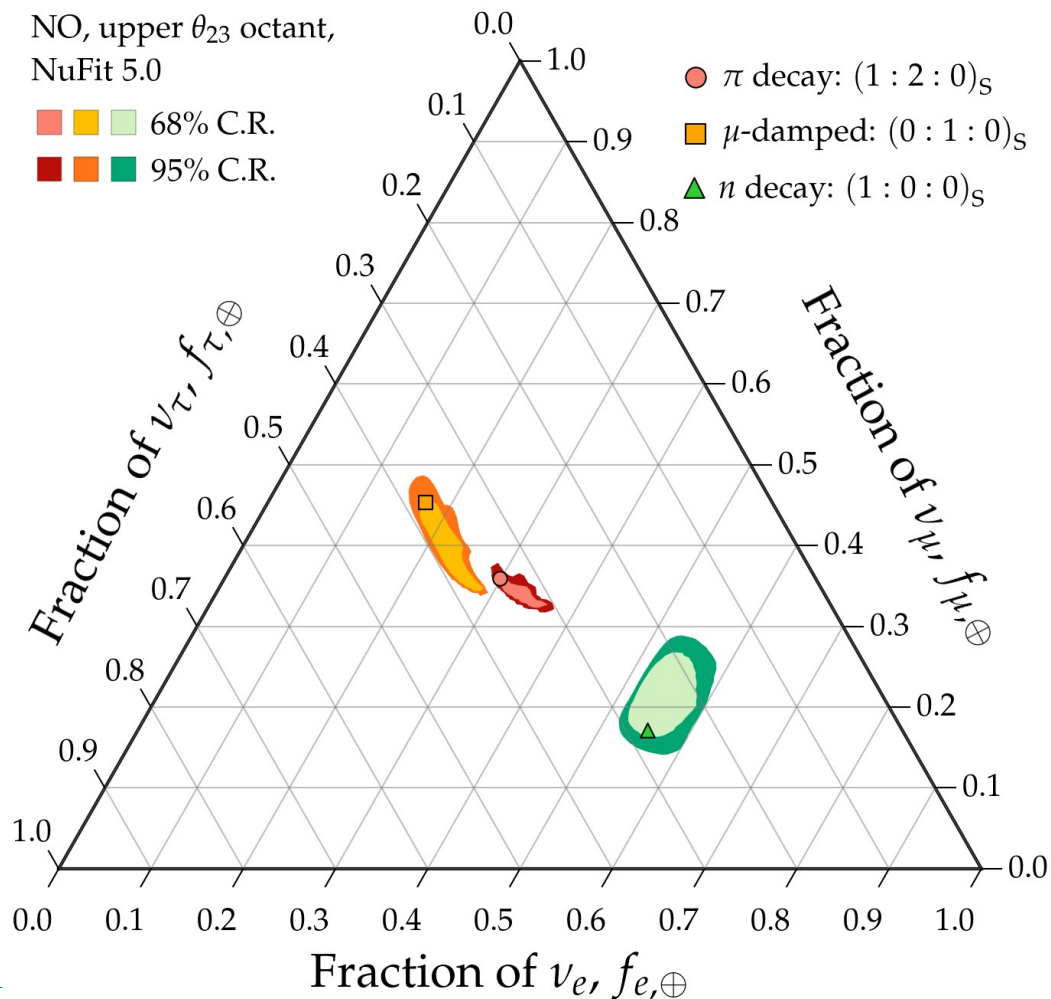 NO, upper θ₂₃ octant,
NuFit 5.0
68% C.R.
95% C.R.
π decay: (1 : 2 : 0)S
μ-damped: (0 : 1 : 0)S
n decay: (1 : 0 : 0)S
Fraction of ντ, fτ,⊕
0.0
0.1
0.2
0.3
0.4
0.5
0.6
0.7
0.8
0.9
1.0
Fraction of νμ, fμ,⊕
1.0
0.9
0.8
0.7
0.6
0.5
0.4
0.3
0.2
0.1
0.0
0.0 0.1 0.2 0.3 0.4 0.5 0.6 0.7 0.8 0.9 1.0
Fraction of νe, fe,⊕